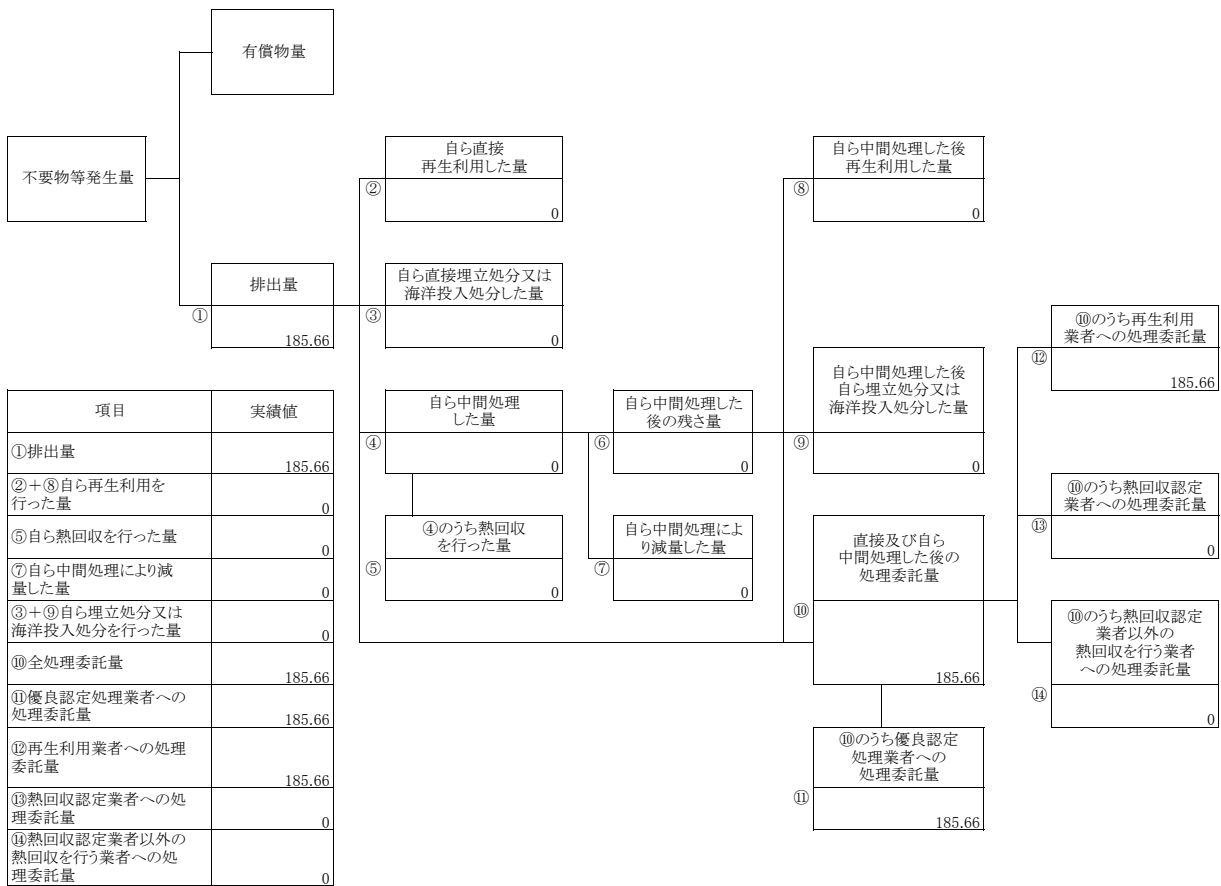 有償物量
不要物等発生量
排出量
①
185.66
自ら直接
再生利用した量
②
0
自ら直接埋立処分又は
海洋投入処分した量
③
0
自ら中間処理
した量
④
0
④のうち熱回収
を行った量
⑤
0
自ら中間処理した
後の残さ量
⑥
0
自ら中間処理によ
り減量した量
⑦
0
自ら中間処理した後
再生利用した量
⑧
0
自ら中間処理した後
自ら埋立処分又は
海洋投入処分した量
⑨
0
直接及び自ら
中間処理した後の
処理委託量
⑩
185.66
⑩のうち優良認定
処理業者への
処理委託量
⑪
185.66
⑩のうち再生利用
業者への処理委託量
⑫
185.66
⑩のうち熱回収認定
業者への処理委託量
⑬
0
⑩のうち熱回収認定
業者以外の
熱回収を行う業者
への処理委託量
⑭
0
項目 実績値
①排出量
185.66
②+⑧自ら再生利用を
行った量
0
⑤自ら熱回収を行った量
0
⑦自ら中間処理により減
量した量
0
③+⑨自ら埋立処分又は
海洋投入処分を行った量
0
⑩全処理委託量
185.66
⑪優良認定処理業者への
処理委託量
185.66
⑫再生利用業者への処理
委託量
185.66
⑬熱回収認定業者への処
理委託量
0
⑭熱回収認定業者以外の
熱回収を行う業者への処
理委託量
0